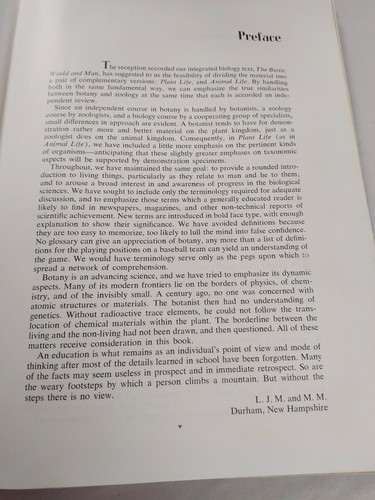 Preface
The reception accorded our integrated biology text, The Biotic
World and Man, has suggested to us the feasibility of dividing the material into
a pair of complementary versions: Plant Life, and Animal Life. By handling
both in the same fundamental way, we can emphasize the true similarities
between botany and zoology at the same time that each is accorded an inde-
pendent review.
Since an independent course in botany is handled by botanists, a zoology
course by zoologists, and a biology course by a cooperating group of specialists,
small differences in approach are evident. A botanist tends to have for demon-
stration rather more and better material on the plant kingdom, just as a
zoologist does on the animal kingdom. Consequently, in Plant Life (as in
Animal Life), we have included a little more emphasis on the pertinent kinds
of organisms—anticipating that these slightly greater emphases on taxonomic
aspects will be supported by demonstration specimens.
Throughout, we have maintained the same goal: to provide a rounded intro-
duction to living things, particularly as they relate to man and he to them;
and to arouse a broad interest in and awareness of progress in the biological
sciences. We have sought to include only the terminology required for adequate
discussion, and to emphasize those terms which a generally educated reader is
likely to find in newspapers, magazines, and other non-technical reports of
scientific achievement. New terms are introduced in bold face type, with enough
explanation to show their significance. We have avoided definitions because
they are too easy to memorize, too likely to lull the mind into false confidence.
No glossary can give an appreciation of botany, any more than a list of defini-
tions for the playing positions on a baseball team can yield an understanding of
the game. We would have terminology serve only as the pegs upon which to
spread a network of comprehension.
Botany is an advancing science, and we have tried to emphasize its dynamic
aspects. Many of its modern frontiers lie on the borders of physics, of chem-
istry, and of the invisibly small. A century ago, no one was concerned with
atomic structures or materials. The botanist then had no understanding of
genetics. Without radioactive trace elements, he could not follow the trans-
location of chemical materials within the plant. The borderline between the
living and the non-living had not been drawn, and then questioned. All of these
matters receive consideration in this book.
An education is what remains as an individual's point of view and mode of
thinking after most of the details learned in school have been forgotten. Many
of the facts may seem useless in prospect and in immediate retrospect. So are
the weary footsteps by which a person climbs a mountain. But without the
steps there is no view.
L. J. M. and M. M.
Durham, New Hampshire
v